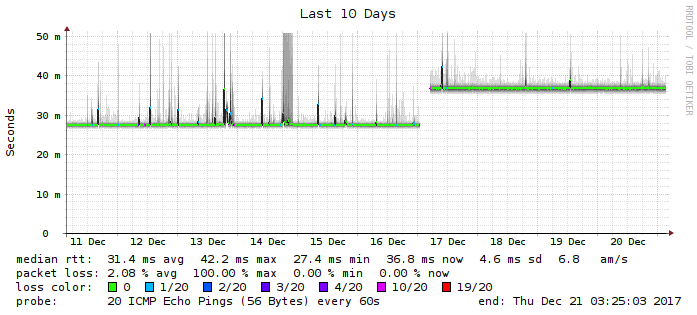 Last 10 Days
RRDTOOL / TOBI OETIKER
Seconds
50 m
40 m
30 m
20 m
10 m
0
11 Dec 12 Dec 13 Dec 14 Dec 15 Dec 16 Dec 17 Dec 18 Dec 19 Dec 20 Dec
median rtt: 31.4 ms avg 42.2 ms max 27.4 ms min 36.8 ms now 4.6 ms sd 6.8 am/s
packet loss: 2.08 % avg 100.00 % max 0.00 % min 0.00 % now
loss color: 0 1/20 2/20 3/20 4/20 10/20 19/20
probe: 20 ICMP Echo Pings (56 Bytes) every 60s end: Thu Dec 21 03:25:03 2017